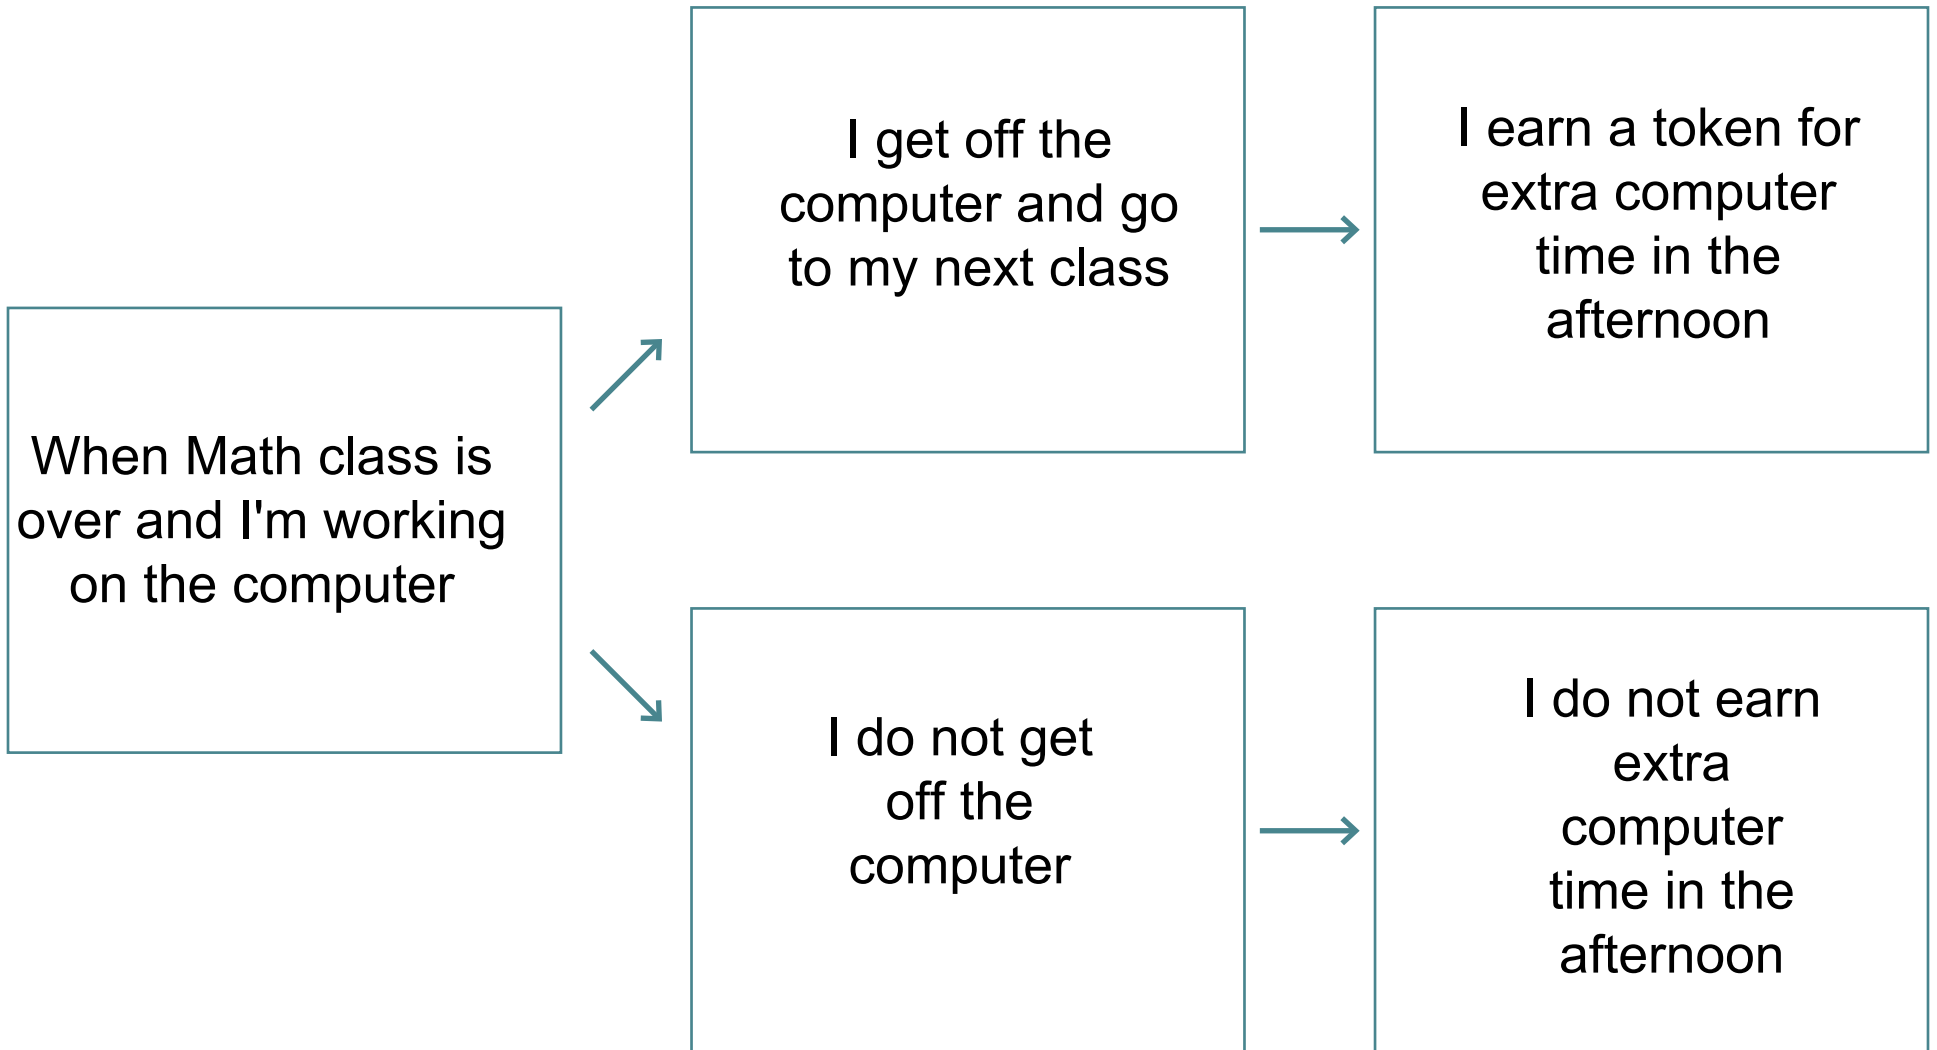 When Math class is
over and I'm working
on the computer
I get off the
computer and go
to my next class
I earn a token for
extra computer
time in the
afternoon
I do not get
off the
computer
I do not earn
extra
computer
time in the
afternoon